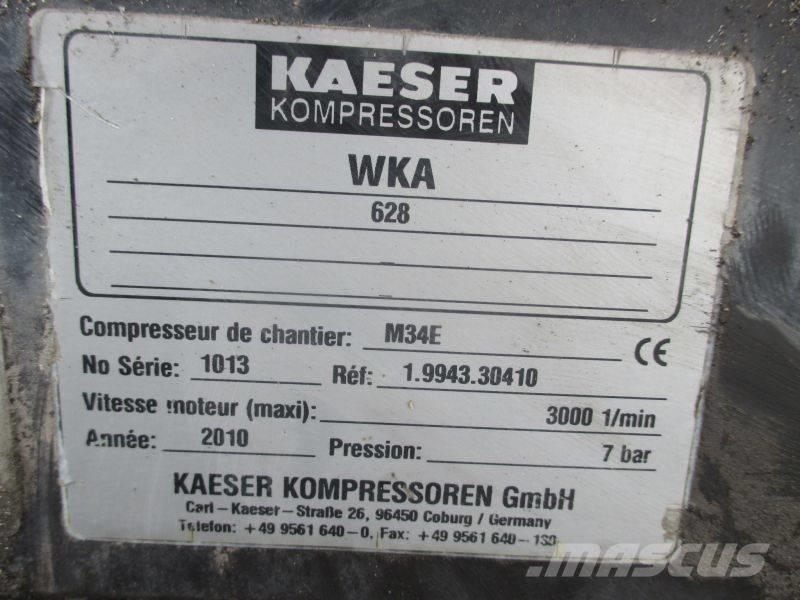 KAESER
KOMPRESSOREN
WKA
628
Compresseur de chantier: M34E
CE
No Série: 1013 Réf: 1.9943.30410
Vitesse moteur (maxi): 3000 1/min
Année: 2010 Pression: 7 bar
KAESER KOMPRESSOREN GmbH
Carl – Kaeser – Straße 26, 96450 Coburg / Germany
Telefon: +49 9561 640–0, Fax: +49 9561 640–130
mascus